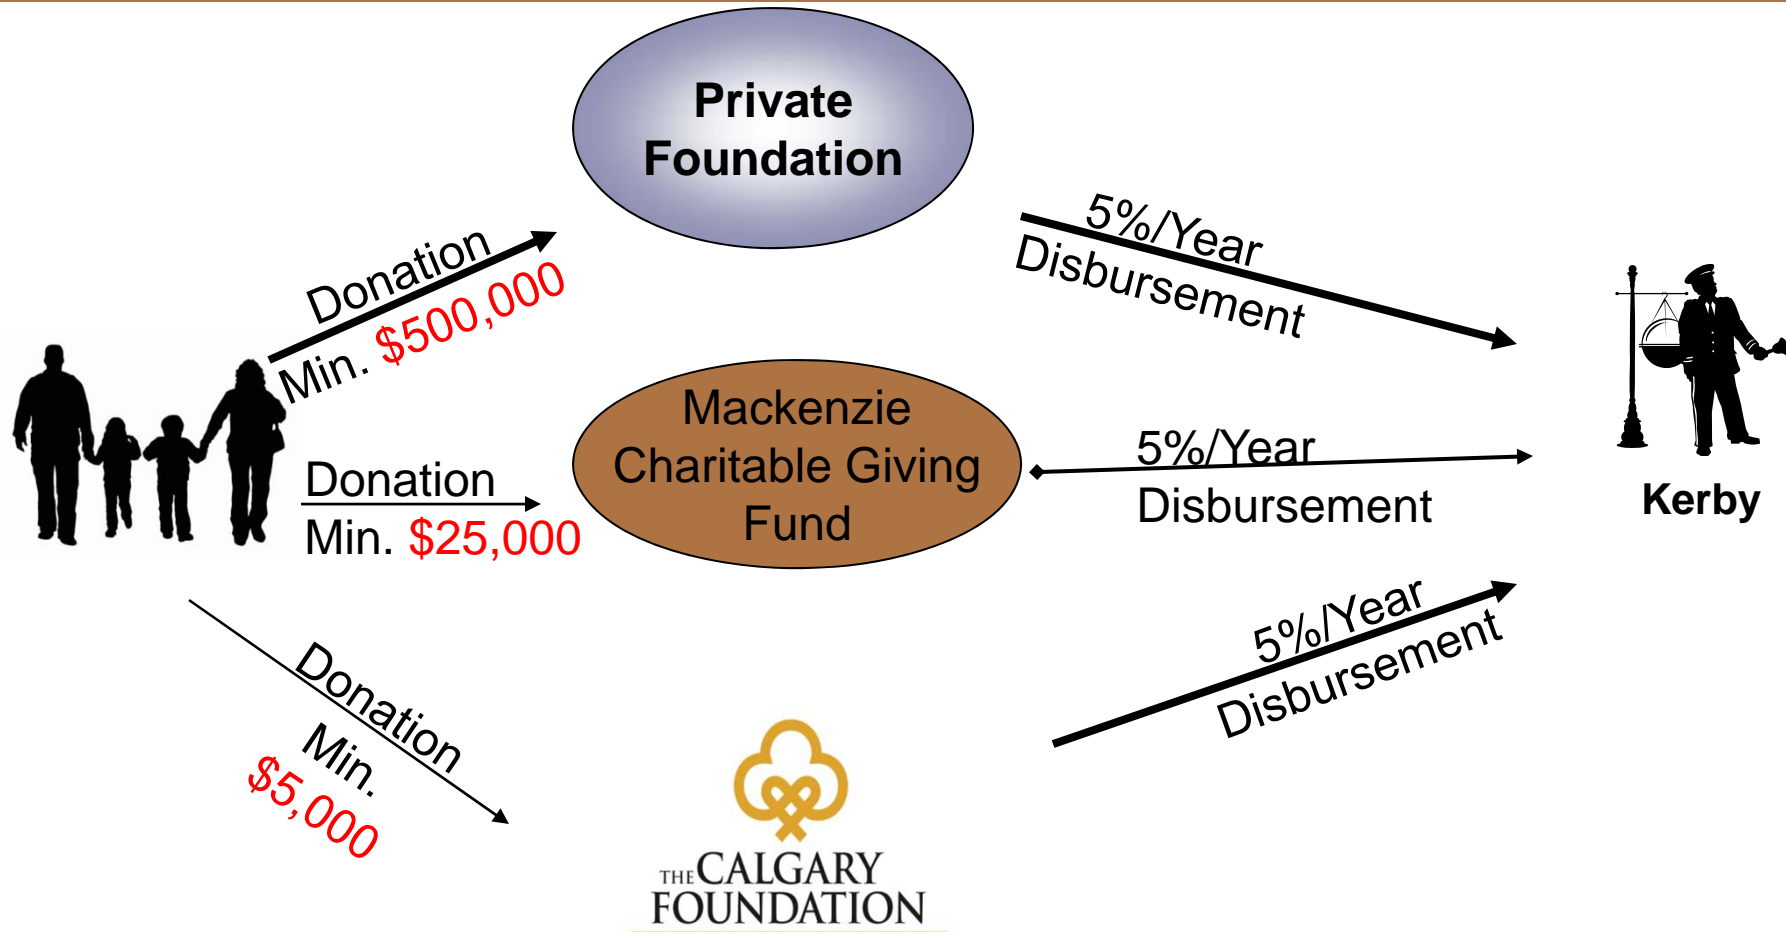 Private
Foundation
Donation
Min. $500,000
5%/Year
Disbursement
Mackenzie
Charitable Giving
Fund
Donation
Min. $25,000
5%/Year
Disbursement
Kerby
Donation
Min.
$5,000
5%/Year
Disbursement
THE CALGARY
FOUNDATION